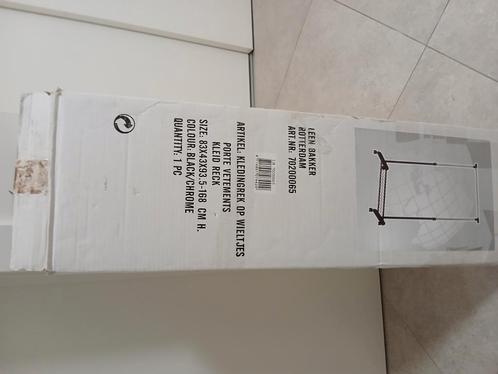 LEEN BAKKER
ROTTERDAM
ART.NR: 70200065
ARTIKEL: KLEDINGREK OP WIELTJES
PORTE VETEMENTS
KLEID RECK
SIZE: 83X43X93.5-168 CM H.
COLOUR: BLACK/CHROME
QUANTITY: 1 PC